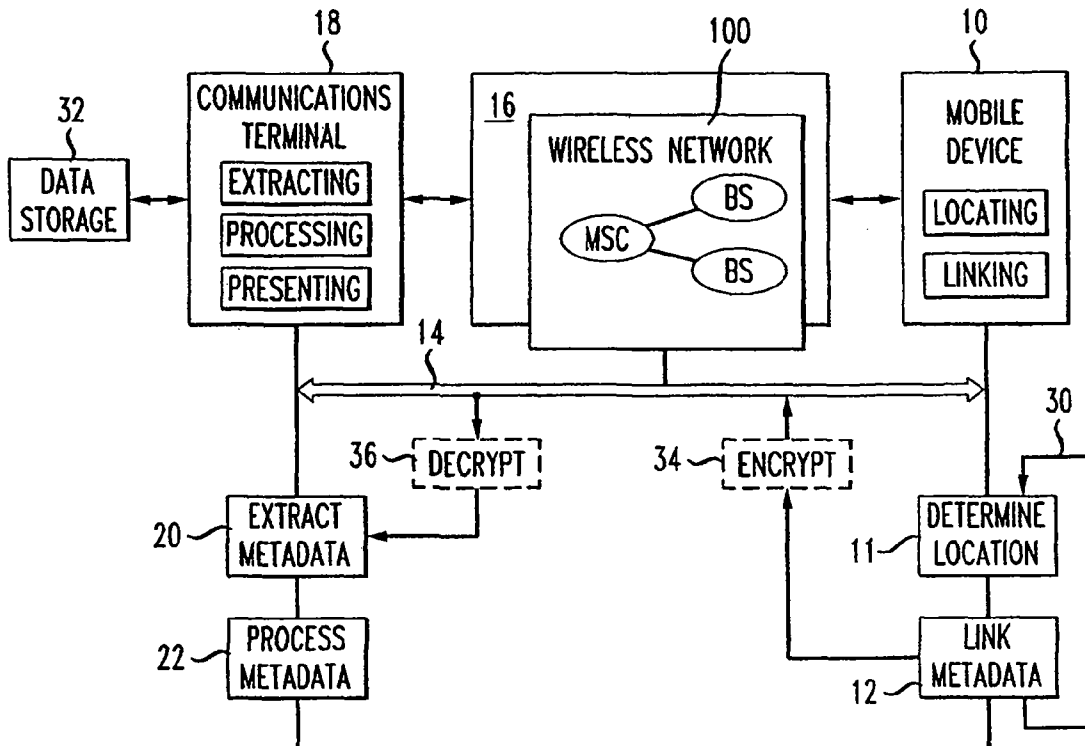 18
100
10
COMMUNICATIONS
TERMINAL
EXTRACTING
PROCESSING
PRESENTING
16
WIRELESS NETWORK
MSC
BS
BS
MOBILE
DEVICE
LOCATING
LINKING
32
DATA
STORAGE
14
36
DECRYPT
34
ENCRYPT
30
20
EXTRACT
METADATA
11
DETERMINE
LOCATION
22
PROCESS
METADATA
12
LINK
METADATA